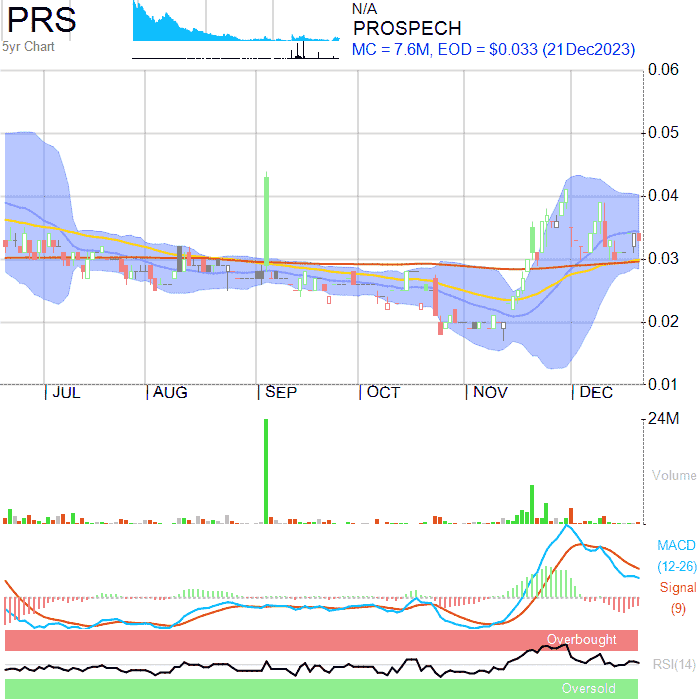 PRS
5yr Chart
N/A
PROSPECH
MC = 7.6M, EOD = $0.033 (21Dec2023)
0.06
0.05
0.04
0.03
0.02
0.01
JUL AUG SEP OCT NOV DEC
24M
Volume
MACD
(12-26)
Signal
(9)
Overbought
RSI(14)
Oversold